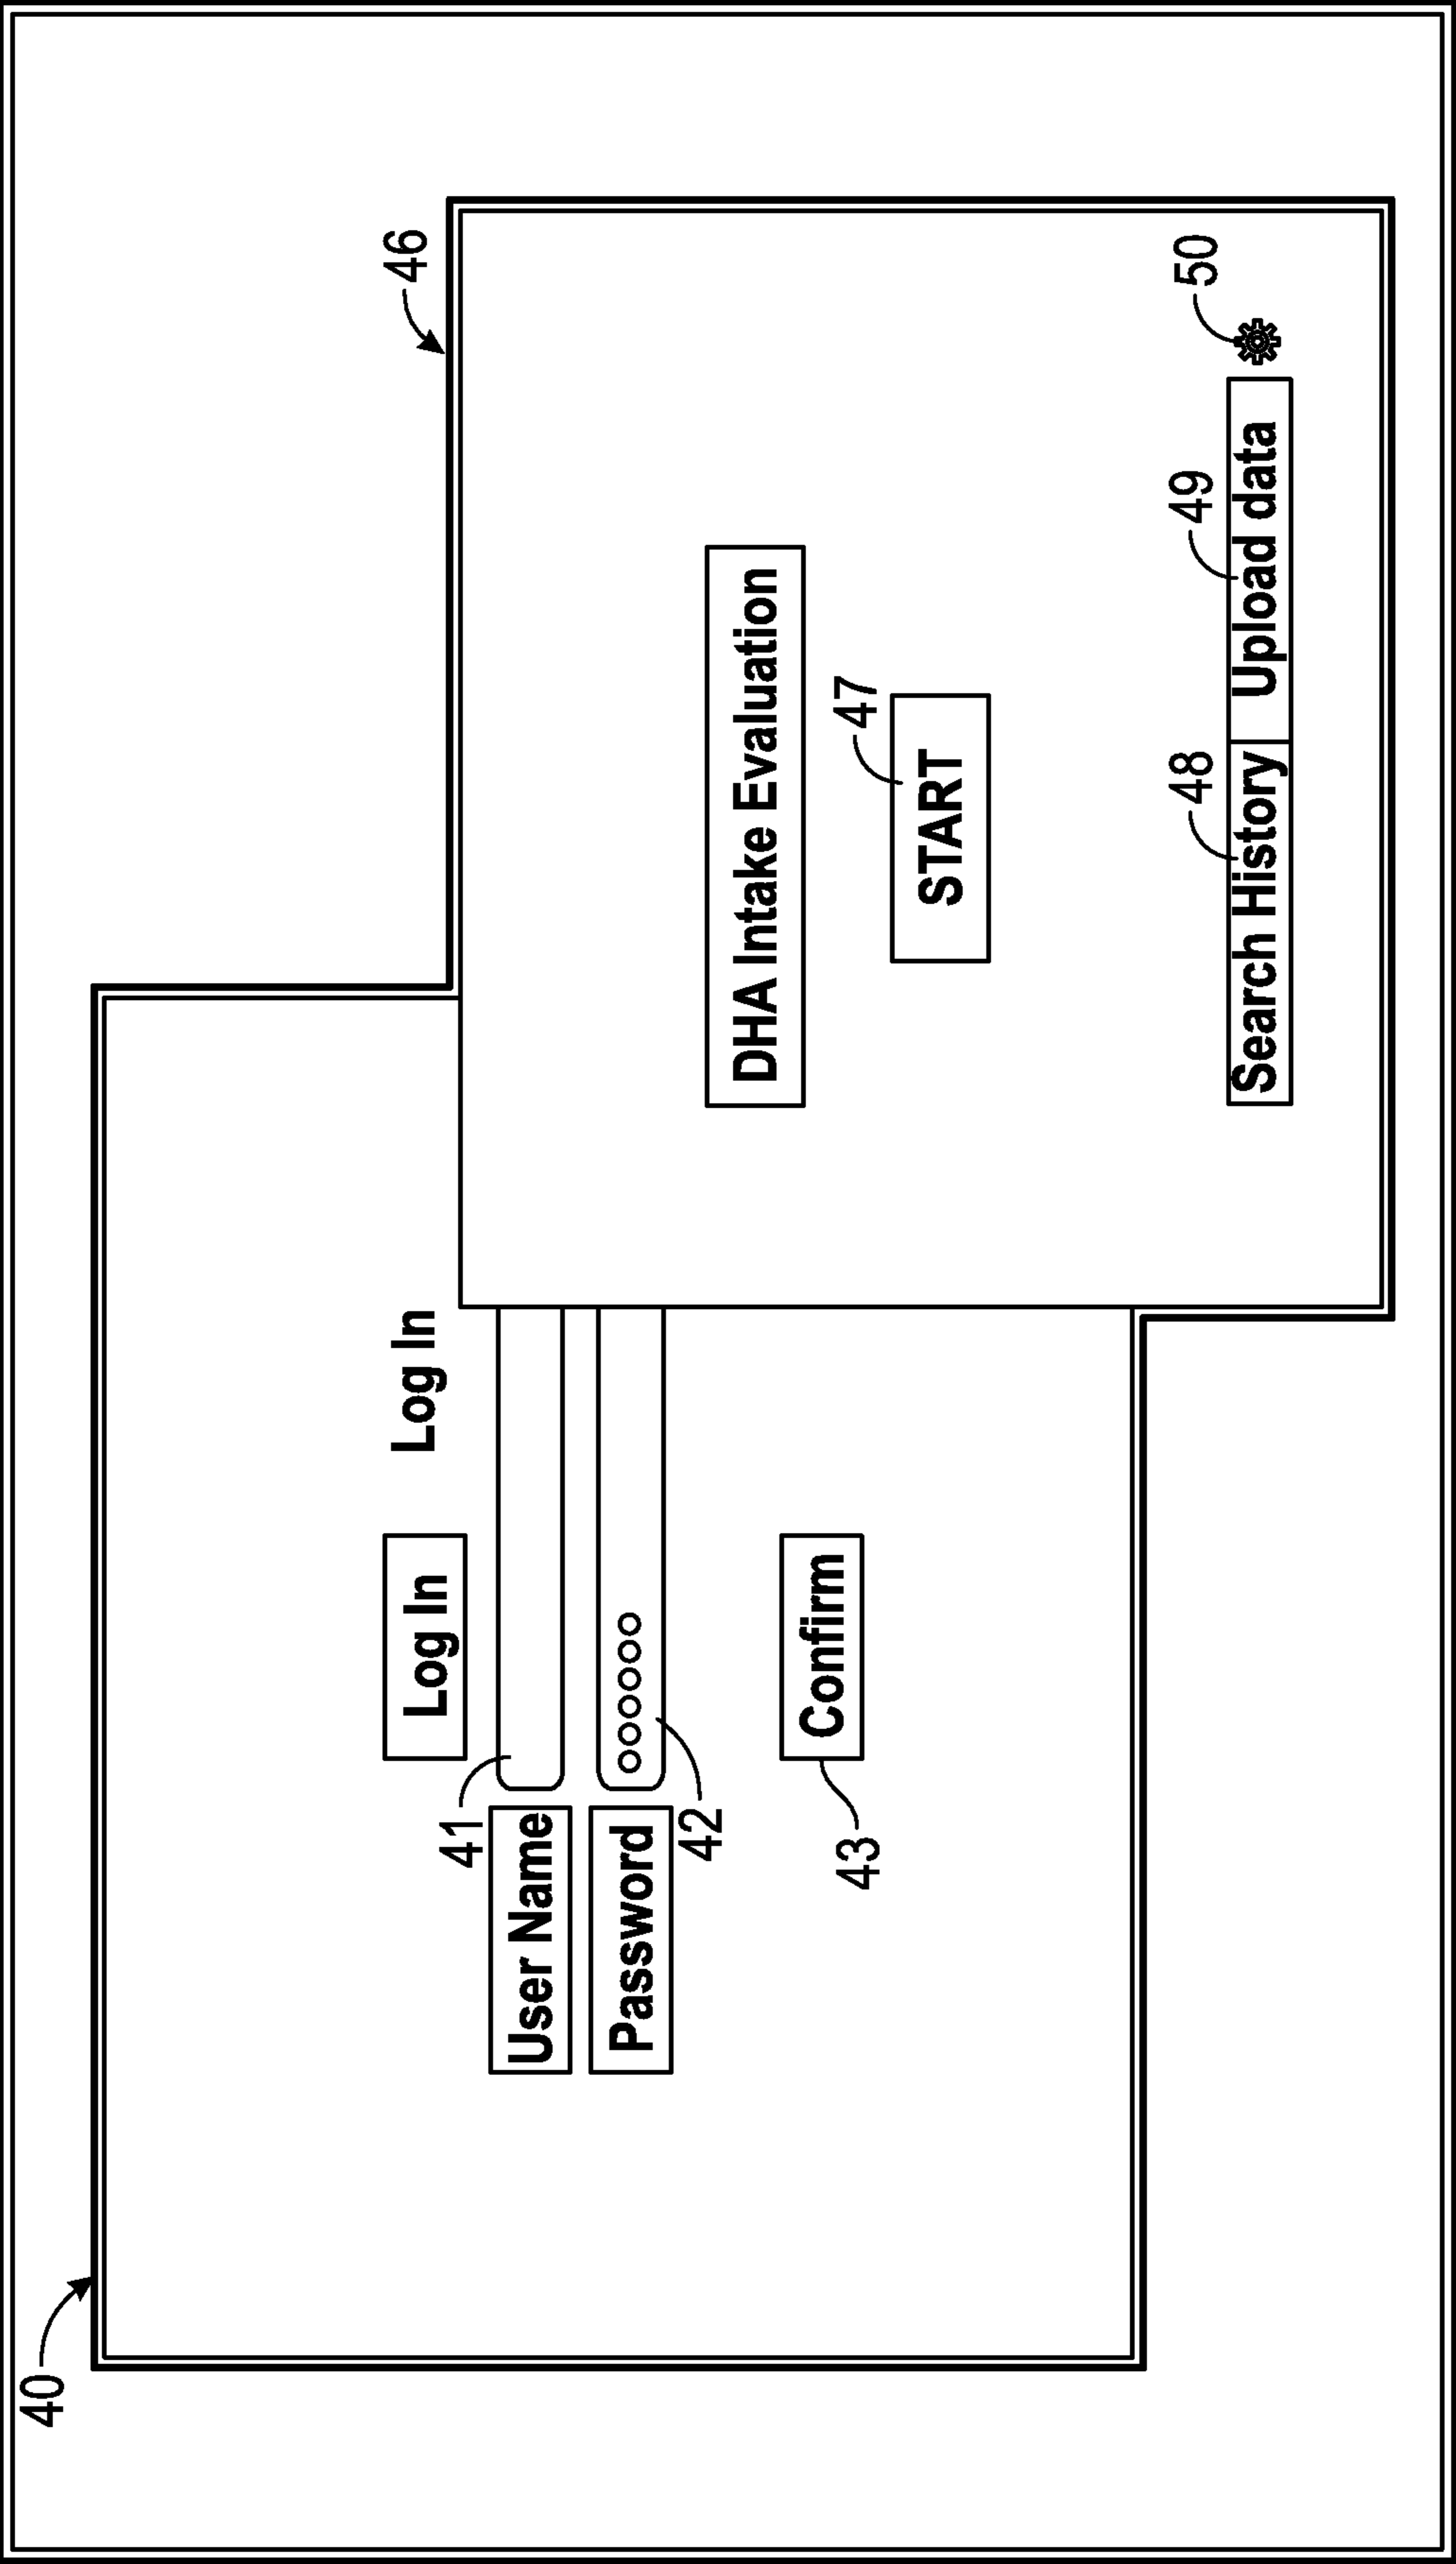 40
46
Log In
Log In
41
User Name
Password
42
DHA Intake Evaluation
Confirm
43
47
START
48
49
50
Search History
Upload data